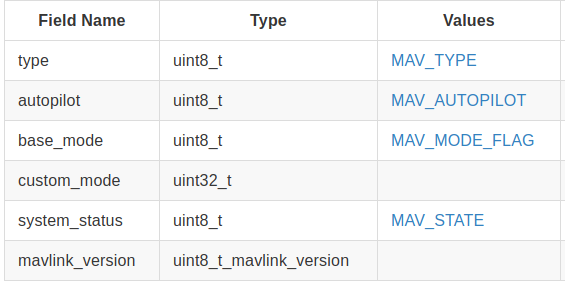 Field Name Type Values
type uint8_t MAV_TYPE
autopilot uint8_t MAV_AUTOPILOT
base_mode uint8_t MAV_MODE_FLAG
custom_mode uint32_t
system_status uint8_t MAV_STATE
mavlink_version uint8_t_mavlink_version